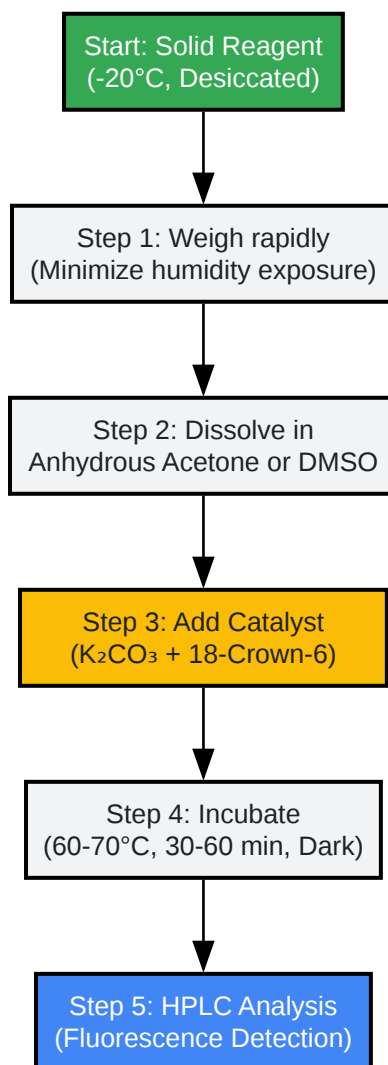 Start: Solid Reagent
(-20°C, Desiccated)
Step 1: Weigh rapidly
(Minimize humidity exposure)
Step 2: Dissolve in
Anhydrous Acetone or DMSO
Step 3: Add Catalyst
(K₂CO₃ + 18-Crown-6)
Step 4: Incubate
(60-70°C, 30-60 min, Dark)
Step 5: HPLC Analysis
(Fluorescence Detection)